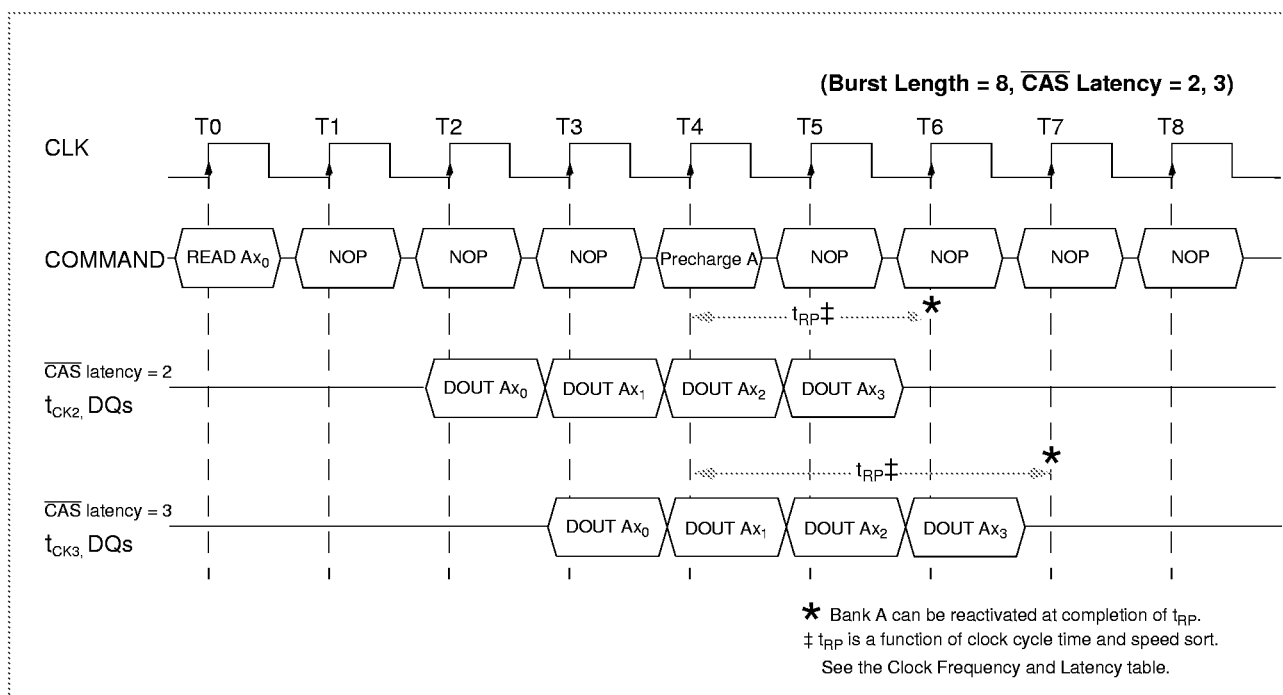 (Burst Length = 8, C̅A̅S̅ Latency = 2, 3)
T0 T1 T2 T3 T4 T5 T6 T7 T8
CLK
COMMAND READ Ax₀ NOP NOP NOP Precharge A NOP NOP NOP NOP
tRP‡ *
C̅A̅S̅ latency = 2
tCK2, DQs
DOUT Ax₀ DOUT Ax₁ DOUT Ax₂ DOUT Ax₃
tRP‡ *
C̅A̅S̅ latency = 3
tCK3, DQs
DOUT Ax₀ DOUT Ax₁ DOUT Ax₂ DOUT Ax₃
* Bank A can be reactivated at completion of tRP.
‡ tRP is a function of clock cycle time and speed sort.
See the Clock Frequency and Latency table.